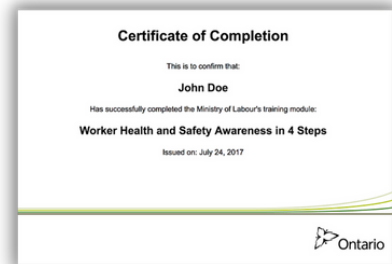 Certificate of Completion
This is to confirm that:
John Doe
Has successfully completed the Ministry of Labour's training module:
Worker Health and Safety Awareness in 4 Steps
Issued on: July 24, 2017
Ontario